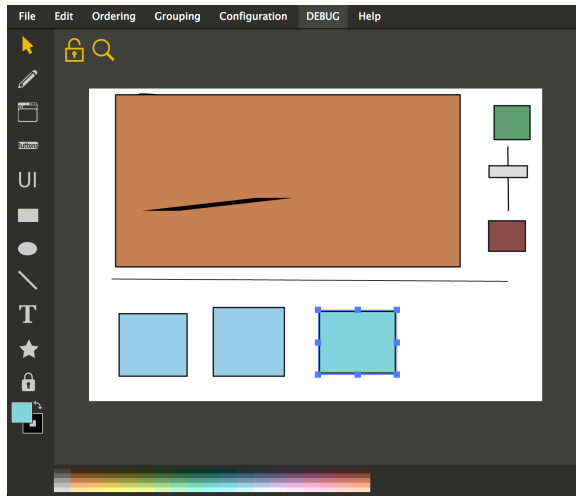 File Edit Ordering Grouping Configuration DEBUG Help
Buttons
UI
T